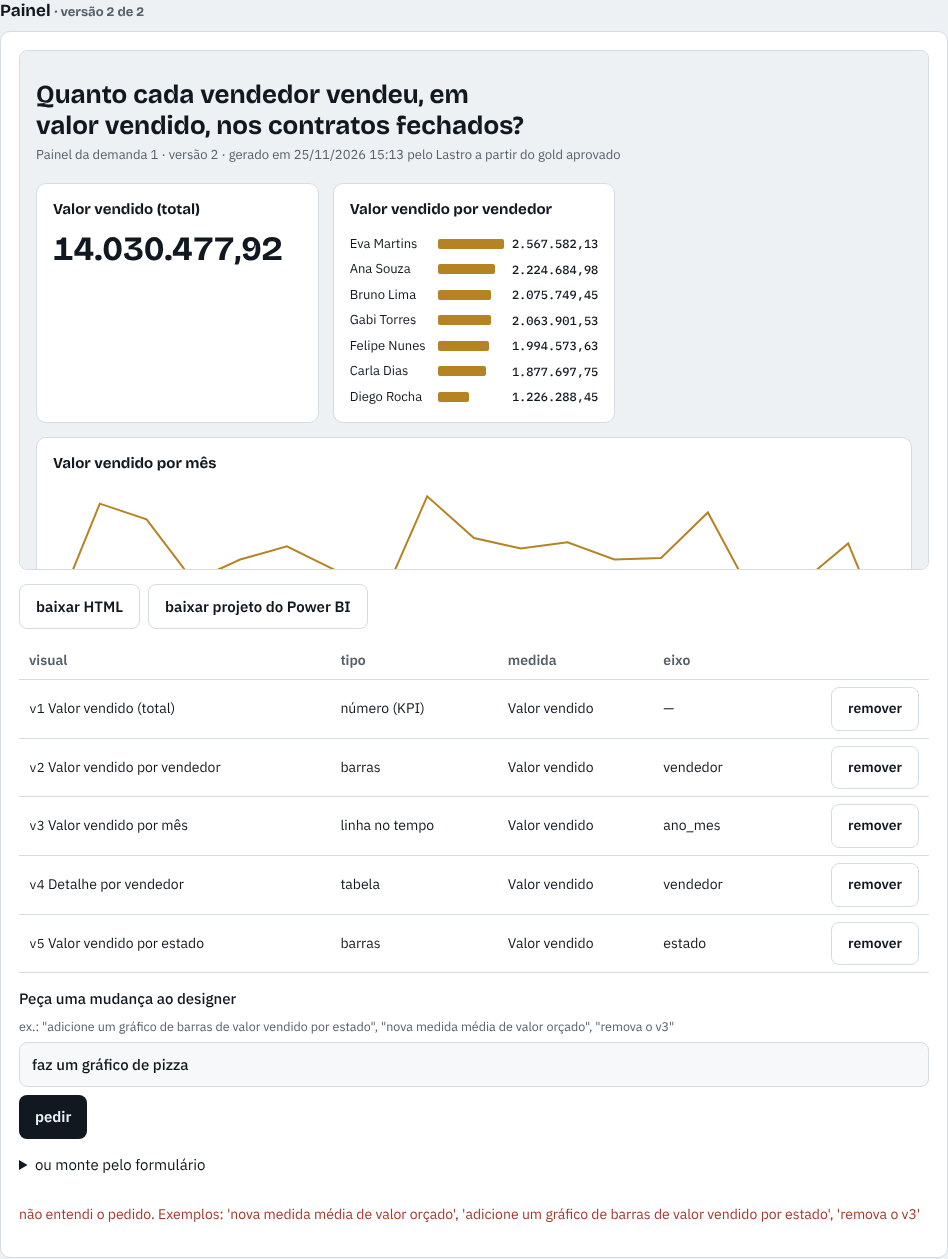 Painel · versão 2 de 2
Quanto cada vendedor vendeu, em
valor vendido, nos contratos fechados?
Painel da demanda 1 · versão 2 · gerado em 25/11/2026 15:13 pelo Lastro a partir do gold aprovado
Valor vendido (total)
14.030.477,92
Valor vendido por vendedor
Eva Martins 2.567.582,13
Ana Souza 2.224.684,98
Bruno Lima 2.075.749,45
Gabi Torres 2.063.901,53
Felipe Nunes 1.994.573,63
Carla Dias 1.877.697,75
Diego Rocha 1.226.288,45
Valor vendido por mês
baixar HTML baixar projeto do Power BI
visual tipo medida eixo
v1 Valor vendido (total) número (KPI) Valor vendido — remover
v2 Valor vendido por vendedor barras Valor vendido vendedor remover
v3 Valor vendido por mês linha no tempo Valor vendido ano_mes remover
v4 Detalhe por vendedor tabela Valor vendido vendedor remover
v5 Valor vendido por estado barras Valor vendido estado remover
Peça uma mudança ao designer
ex.: "adicione um gráfico de barras de valor vendido por estado", "nova medida média de valor orçado", "remova o v3"
faz um gráfico de pizza
pedir
ou monte pelo formulário
não entendi o pedido. Exemplos: 'nova medida média de valor orçado', 'adicione um gráfico de barras de valor vendido por estado', 'remova o v3'